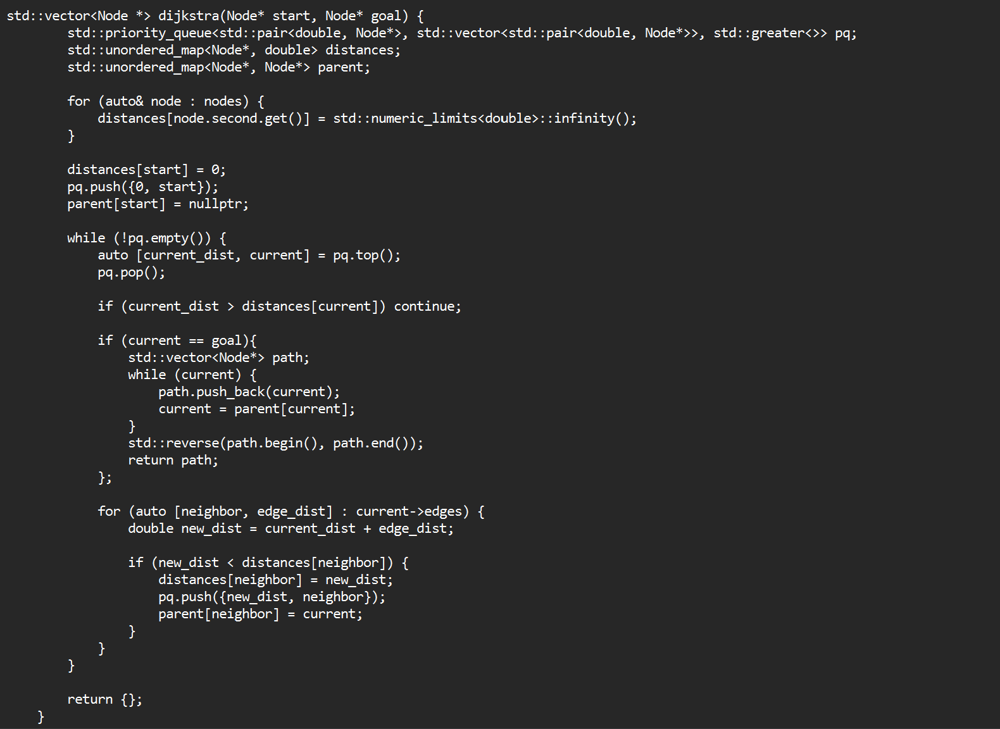 std::vector<Node *> dijkstra(Node* start, Node* goal) {
        std::priority_queue<std::pair<double, Node*>, std::vector<std::pair<double, Node*>>, std::greater<>> pq;
        std::unordered_map<Node*, double> distances;
        std::unordered_map<Node*, Node*> parent;

        for (auto& node : nodes) {
            distances[node.second.get()] = std::numeric_limits<double>::infinity();
        }

        distances[start] = 0;
        pq.push({0, start});
        parent[start] = nullptr;

        while (!pq.empty()) {
            auto [current_dist, current] = pq.top();
            pq.pop();

            if (current_dist > distances[current]) continue;

            if (current == goal){
                std::vector<Node*> path;
                while (current) {
                    path.push_back(current);
                    current = parent[current];
                }
                std::reverse(path.begin(), path.end());
                return path;
            };

            for (auto [neighbor, edge_dist] : current->edges) {
                double new_dist = current_dist + edge_dist;

                if (new_dist < distances[neighbor]) {
                    distances[neighbor] = new_dist;
                    pq.push({new_dist, neighbor});
                    parent[neighbor] = current;
                }
            }
        }

        return {};
    }